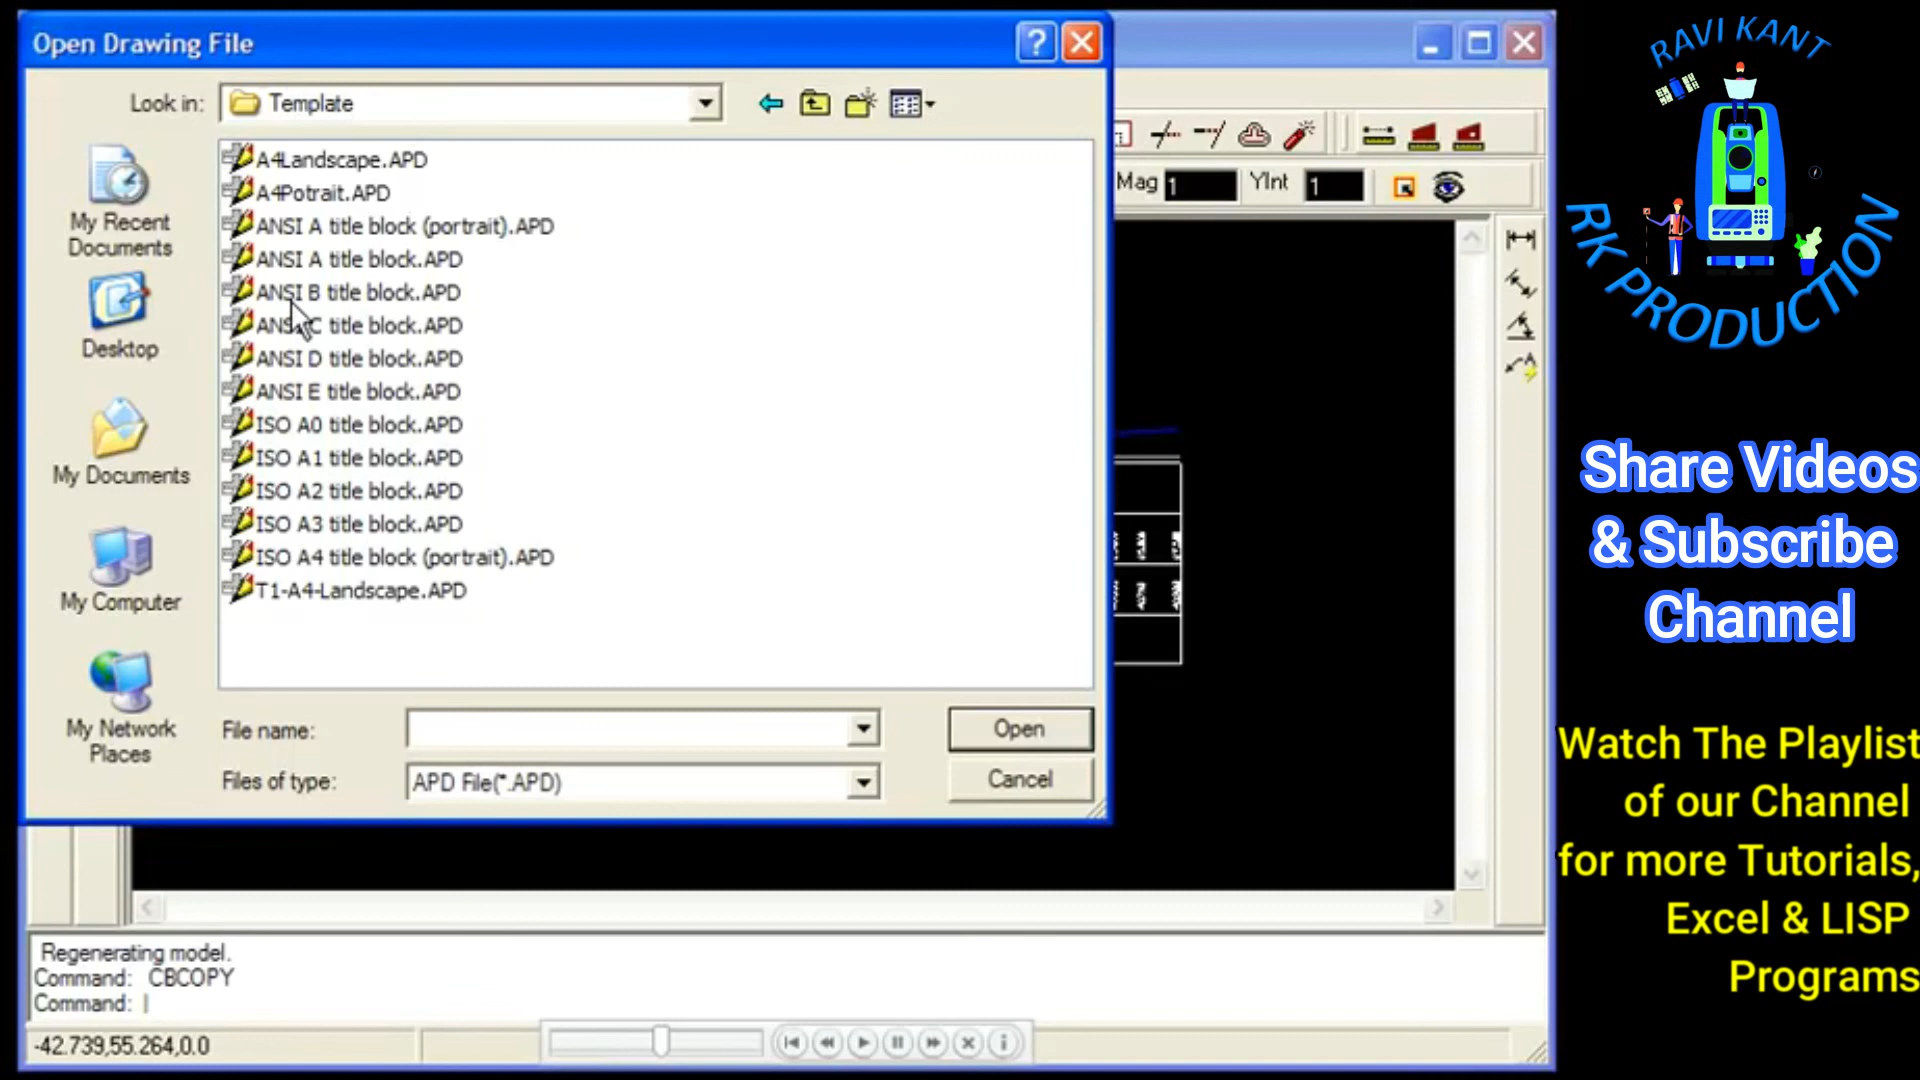 Open Drawing File
Look in:
Template
My Recent
Documents
Desktop
My Documents
My Computer
My Network
Places
A4Landscape.APD
A4Potrait.APD
ANSI A title block (portrait).APD
ANSI A title block.APD
ANSI B title block.APD
ANSI C title block.APD
ANSI D title block.APD
ANSI E title block.APD
ISO A0 title block.APD
ISO A1 title block.APD
ISO A2 title block.APD
ISO A3 title block.APD
ISO A4 title block (portrait).APD
T1-A4-Landscape.APD
File name:
Open
Files of type:
APD File(*.APD)
Cancel
Mag 1 YInt 1
Regenerating model.
Command: CBCOPY
Command:
-42.739,55.264,0.0
RAVI KANT
RK PRODUCTION
Share Videos
& Subscribe
Channel
Watch The Playlist
of our Channel
for more Tutorials,
Excel & LISP
Programs